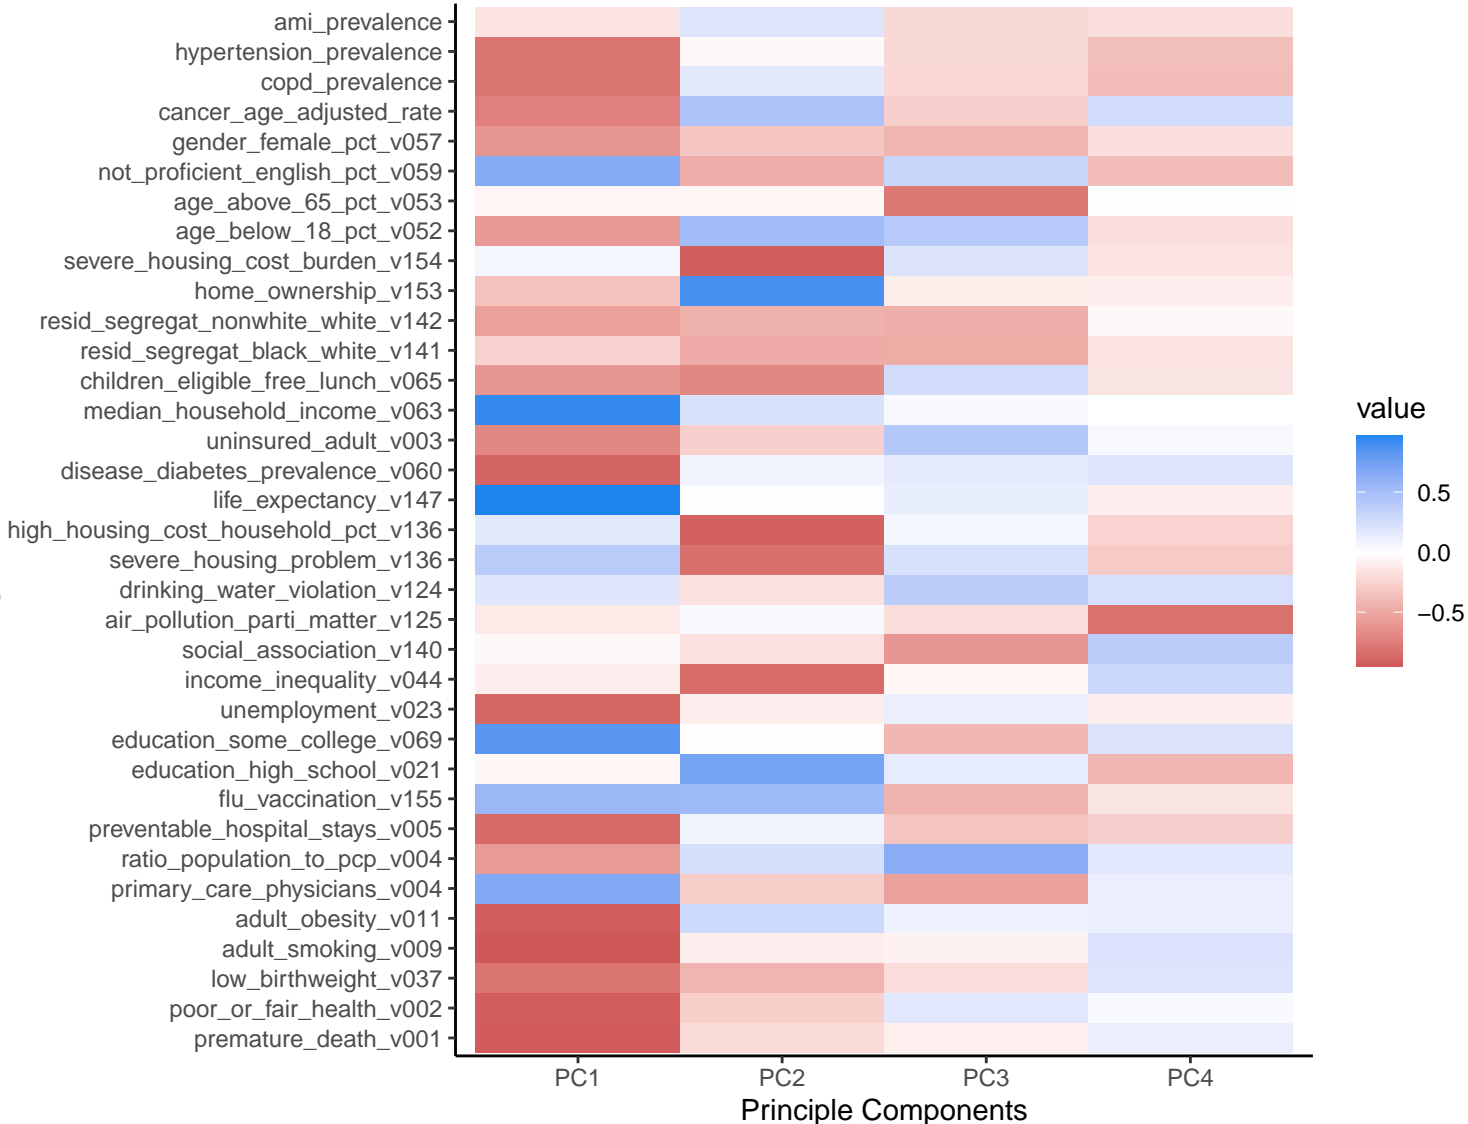 ami_prevalence
hypertension_prevalence
copd_prevalence
cancer_age_adjusted_rate
gender_female_pct_v057
not_proficient_english_pct_v059
age_above_65_pct_v053
age_below_18_pct_v052
severe_housing_cost_burden_v154
home_ownership_v153
resid_segregat_nonwhite_white_v142
resid_segregat_black_white_v141
children_eligible_free_lunch_v065
median_household_income_v063
uninsured_adult_v003
disease_diabetes_prevalence_v060
life_expectancy_v147
high_housing_cost_household_pct_v136
severe_housing_problem_v136
drinking_water_violation_v124
air_pollution_parti_matter_v125
social_association_v140
income_inequality_v044
unemployment_v023
education_some_college_v069
education_high_school_v021
flu_vaccination_v155
preventable_hospital_stays_v005
ratio_population_to_pcp_v004
primary_care_physicians_v004
adult_obesity_v011
adult_smoking_v009
low_birthweight_v037
poor_or_fair_health_v002
premature_death_v001
PC1 PC2 PC3 PC4
Principle Components
value
0.5
0.0
−0.5